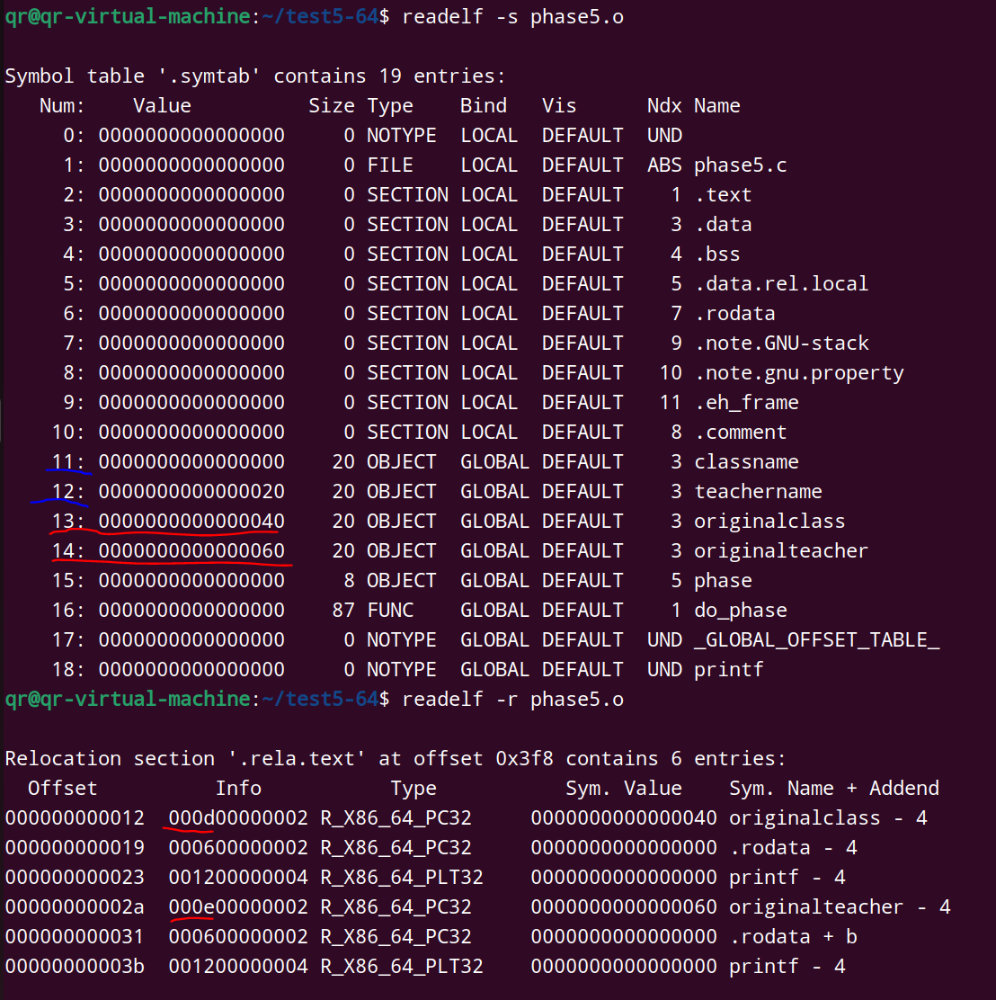 qr@qr-virtual-machine:~/test5-64$ readelf -s phase5.o
Symbol table '.symtab' contains 19 entries:
   Num:    Value          Size Type    Bind   Vis      Ndx Name
     0: 0000000000000000     0 NOTYPE  LOCAL  DEFAULT  UND
     1: 0000000000000000     0 FILE    LOCAL  DEFAULT  ABS phase5.c
     2: 0000000000000000     0 SECTION LOCAL  DEFAULT    1 .text
     3: 0000000000000000     0 SECTION LOCAL  DEFAULT    3 .data
     4: 0000000000000000     0 SECTION LOCAL  DEFAULT    4 .bss
     5: 0000000000000000     0 SECTION LOCAL  DEFAULT    5 .data.rel.local
     6: 0000000000000000     0 SECTION LOCAL  DEFAULT    7 .rodata
     7: 0000000000000000     0 SECTION LOCAL  DEFAULT    9 .note.GNU-stack
     8: 0000000000000000     0 SECTION LOCAL  DEFAULT   10 .note.gnu.property
     9: 0000000000000000     0 SECTION LOCAL  DEFAULT   11 .eh_frame
    10: 0000000000000000     0 SECTION LOCAL  DEFAULT    8 .comment
    11: 0000000000000000    20 OBJECT  GLOBAL DEFAULT    3 classname
    12: 0000000000000020    20 OBJECT  GLOBAL DEFAULT    3 teachername
    13: 0000000000000040    20 OBJECT  GLOBAL DEFAULT    3 originalclass
    14: 0000000000000060    20 OBJECT  GLOBAL DEFAULT    3 originalteacher
    15: 0000000000000000     8 OBJECT  GLOBAL DEFAULT    5 phase
    16: 0000000000000000    87 FUNC    GLOBAL DEFAULT    1 do_phase
    17: 0000000000000000     0 NOTYPE  GLOBAL DEFAULT  UND _GLOBAL_OFFSET_TABLE_
    18: 0000000000000000     0 NOTYPE  GLOBAL DEFAULT  UND printf
qr@qr-virtual-machine:~/test5-64$ readelf -r phase5.o
Relocation section '.rela.text' at offset 0x3f8 contains 6 entries:
  Offset          Info           Type           Sym. Value    Sym. Name + Addend
000000000012  000d00000002 R_X86_64_PC32     0000000000000040 originalclass - 4
000000000019  000600000002 R_X86_64_PC32     0000000000000000 .rodata - 4
000000000023  001200000004 R_X86_64_PLT32    0000000000000000 printf - 4
00000000002a  000e00000002 R_X86_64_PC32     0000000000000060 originalteacher - 4
000000000031  000600000002 R_X86_64_PC32     0000000000000000 .rodata + b
00000000003b  001200000004 R_X86_64_PLT32    0000000000000000 printf - 4